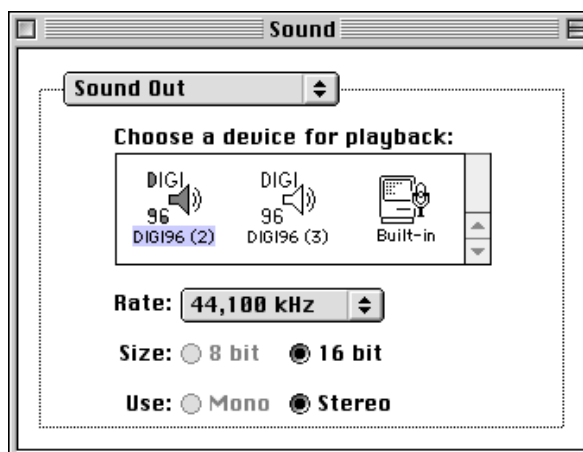 Sound
Sound Out
Choose a device for playback:
DIGI 96 DIGI 96
DIGI96 (2) DIGI96 (3) Built-in
Rate: 44,100 kHz
Size: 8 bit 16 bit
Use: Mono Stereo